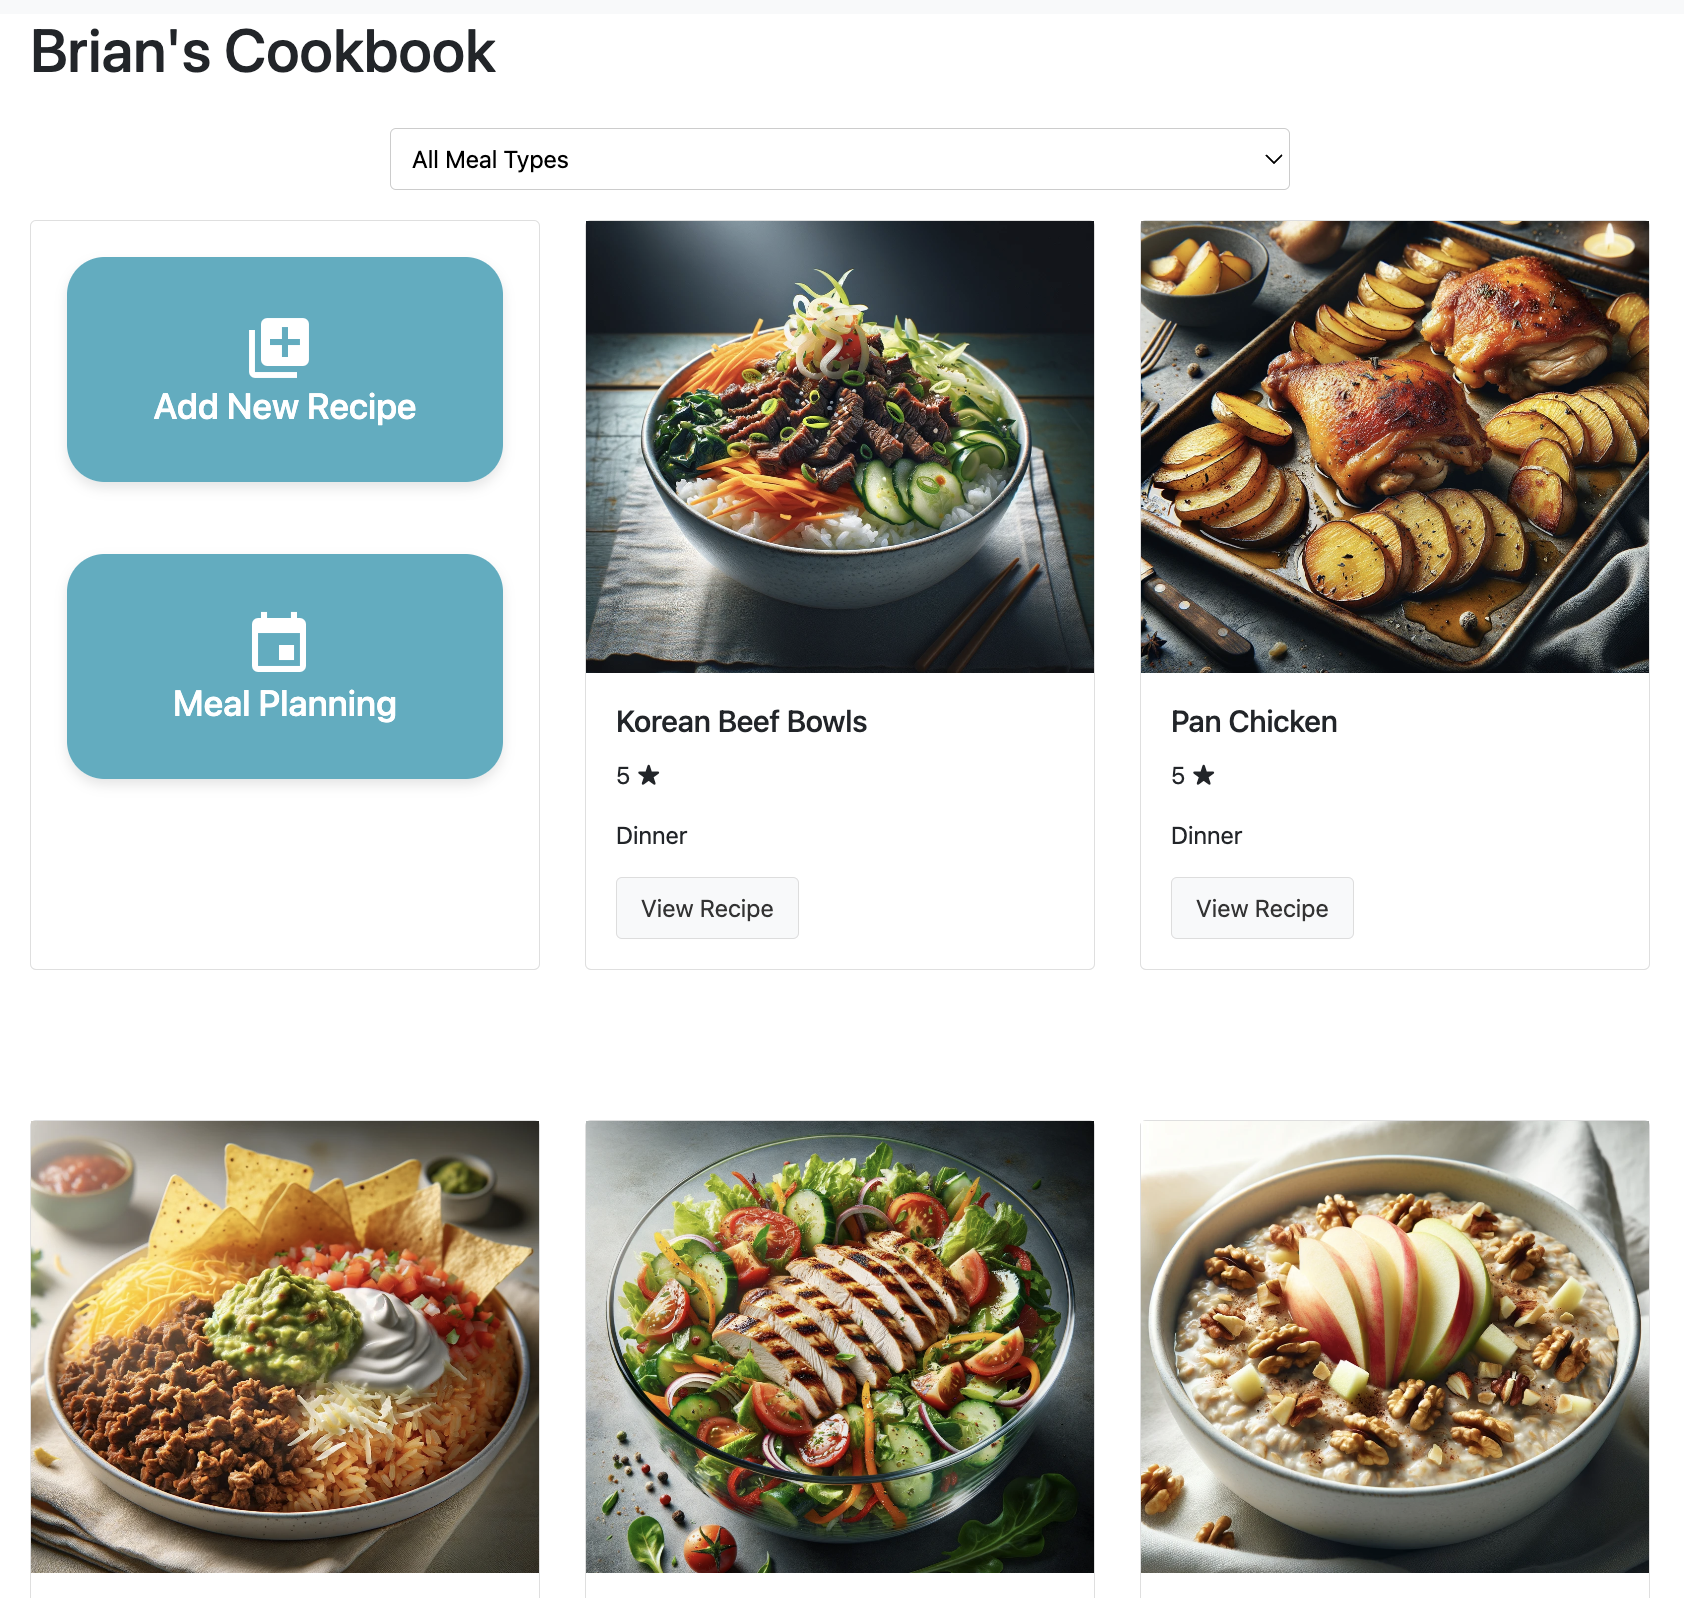 Brian's Cookbook
All Meal Types
Add New Recipe
Meal Planning
Korean Beef Bowls
5 ★
Dinner
View Recipe
Pan Chicken
5 ★
Dinner
View Recipe